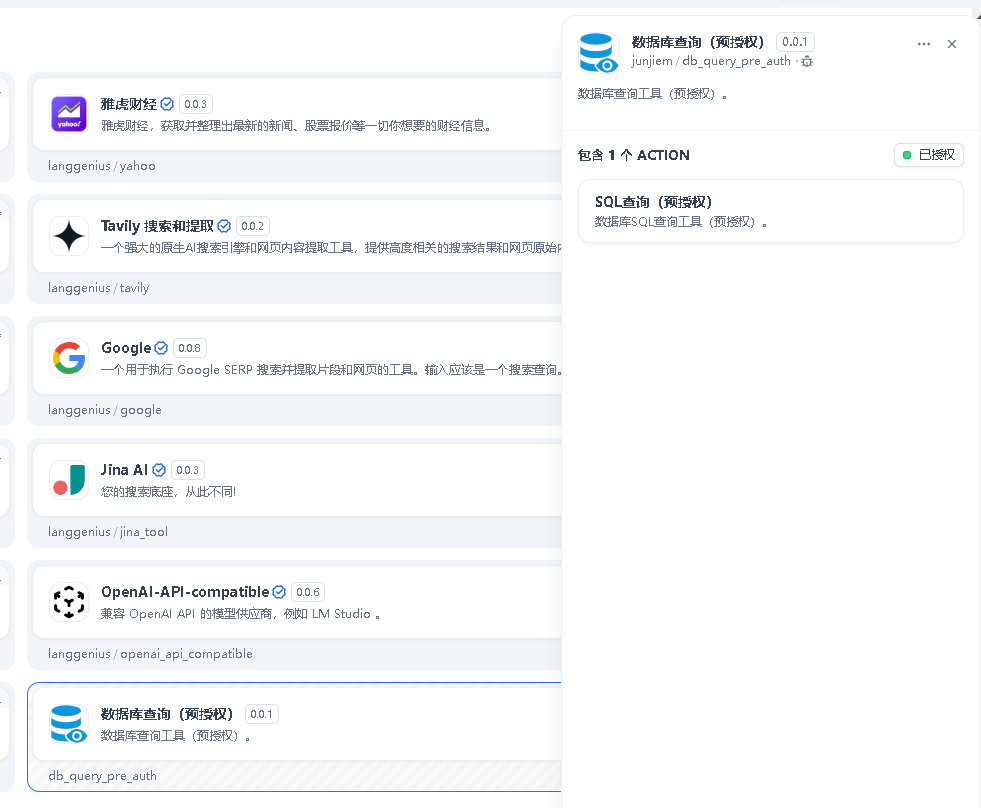 雅虎财经 0.0.3
雅虎财经，获取并整理出最新的新闻、股票报价等一切你想要的财经信息。
langgenius / yahoo
Tavily 搜索和提取 0.0.2
一个强大的原生AI搜索引擎和网页内容提取工具，提供高度相关的搜索结果和网页原始
langgenius / tavily
Google 0.0.8
一个用于执行 Google SERP 搜索并提取片段和网页的工具。输入应该是一个搜索查询。
langgenius / google
Jina AI 0.0.3
您的搜索底座，从此不同!
langgenius / jina_tool
OpenAI-API-compatible 0.0.6
兼容 OpenAI API 的模型供应商，例如 LM Studio 。
langgenius / openai_api_compatible
数据库查询（预授权） 0.0.1
数据库查询工具（预授权）。
db_query_pre_auth
数据库查询（预授权） 0.0.1
junjiem / db_query_pre_auth ·
数据库查询工具（预授权）。
包含 1 个 ACTION
已授权
SQL查询（预授权）
数据库SQL查询工具（预授权）。
yahoo!